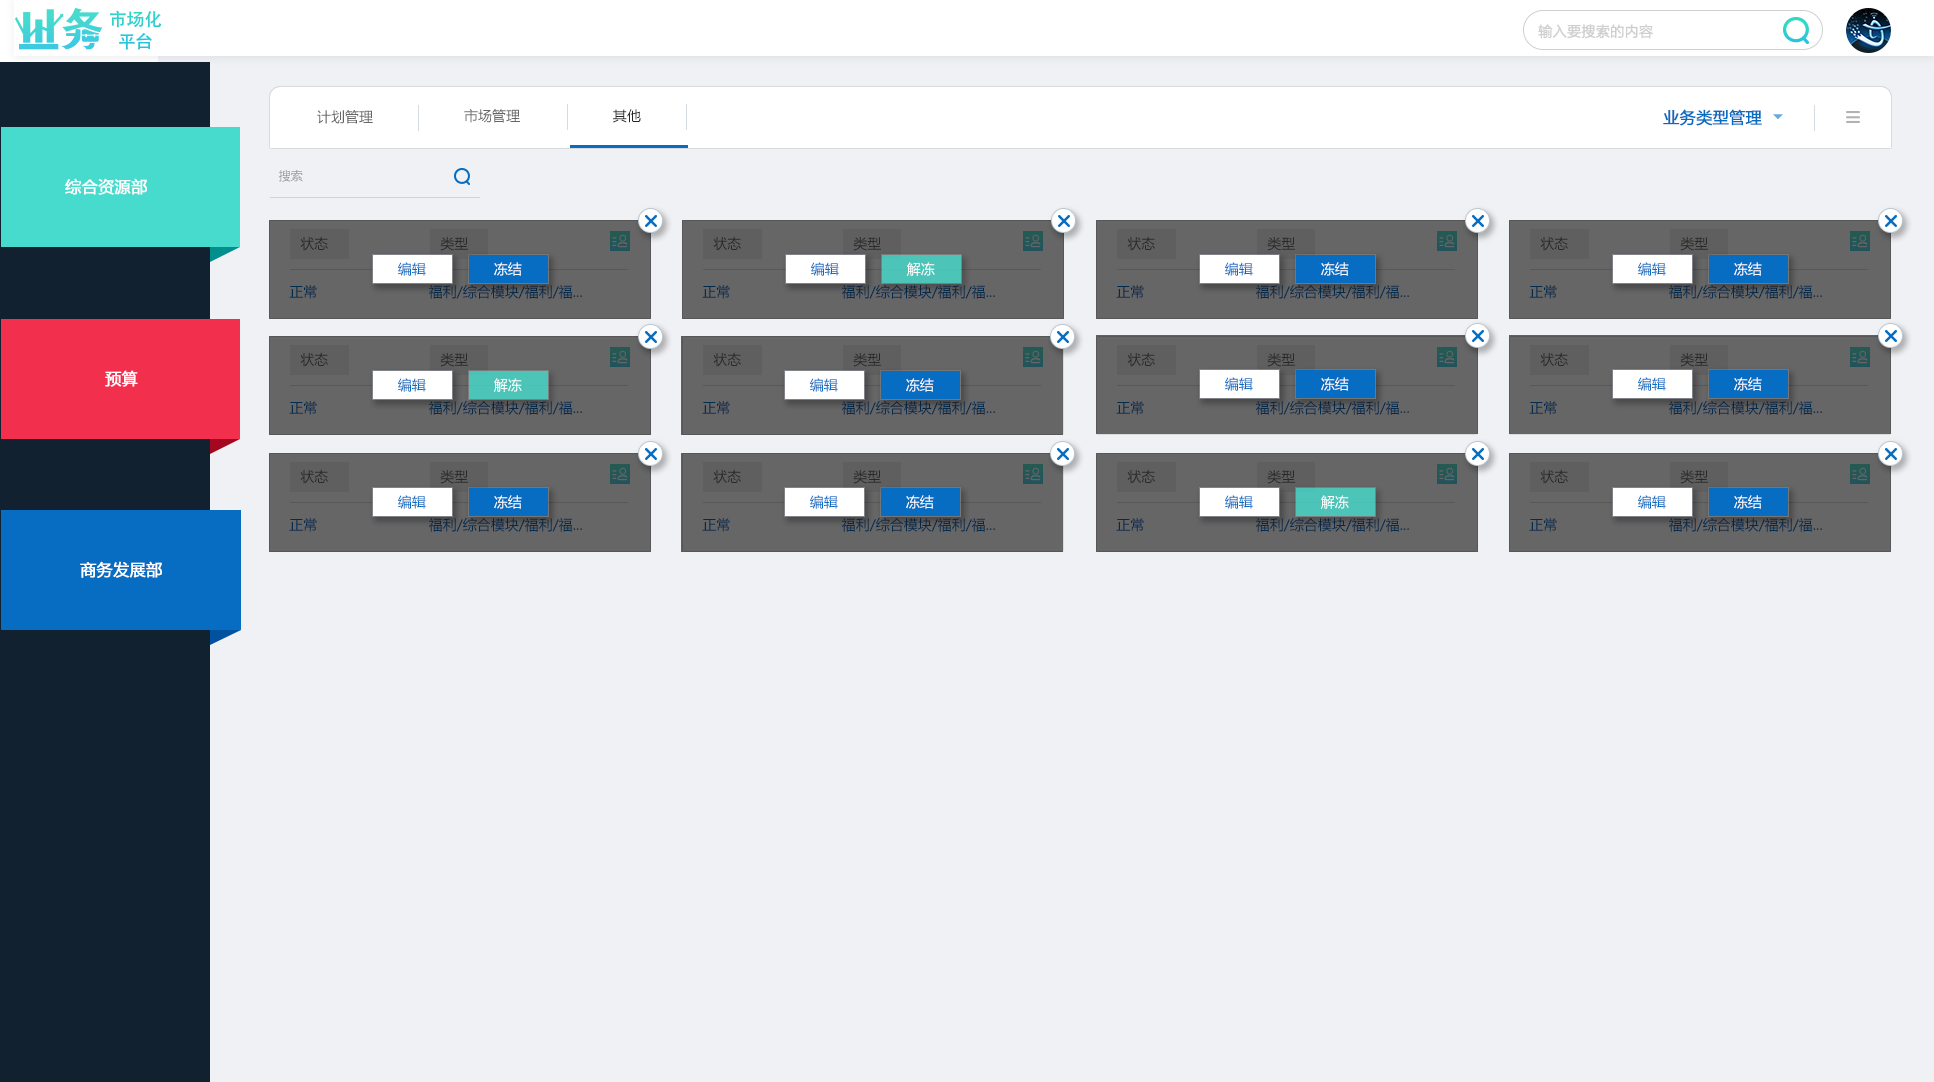 业务 市场化
平台
输入要搜索的内容
计划管理 市场管理 其他 业务类型管理
搜索
综合资源部
预算
商务发展部
状态 类型
编辑 冻结
正常 福利/综合模块/福利/福...
状态 类型
编辑 解冻
正常 福利/综合模块/福利/福...
状态 类型
编辑 冻结
正常 福利/综合模块/福利/福...
状态 类型
编辑 冻结
正常 福利/综合模块/福利/福...
状态 类型
编辑 解冻
正常 福利/综合模块/福利/福...
状态 类型
编辑 冻结
正常 福利/综合模块/福利/福...
状态 类型
编辑 冻结
正常 福利/综合模块/福利/福...
状态 类型
编辑 冻结
正常 福利/综合模块/福利/福...
状态 类型
编辑 冻结
正常 福利/综合模块/福利/福...
状态 类型
编辑 冻结
正常 福利/综合模块/福利/福...
状态 类型
编辑 解冻
正常 福利/综合模块/福利/福...
状态 类型
编辑 冻结
正常 福利/综合模块/福利/福...